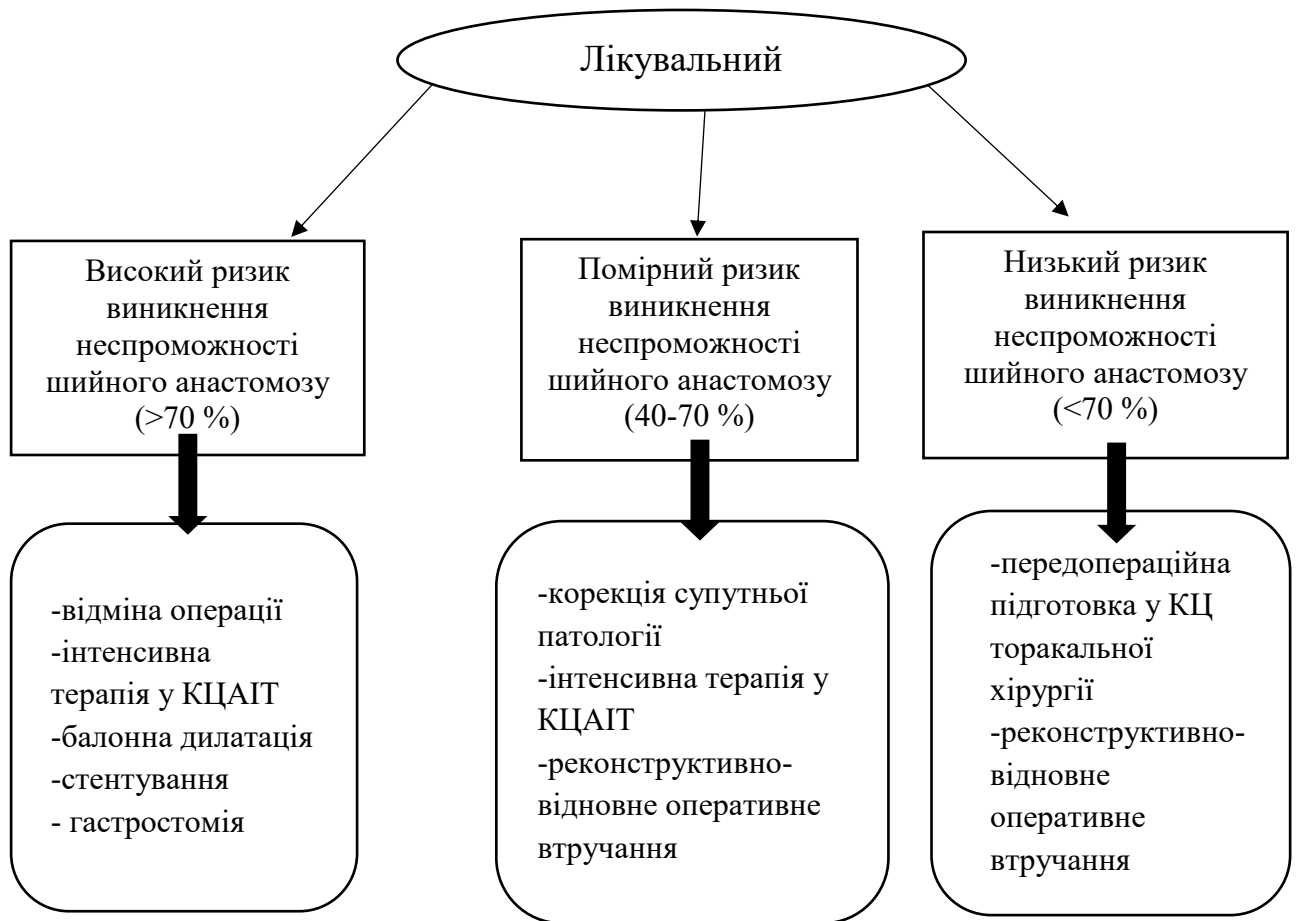 Лікувальний
Високий ризик
виникнення
неспроможності
шийного анастомозу
(>70 %)
Помірний ризик
виникнення
неспроможності
шийного анастомозу
(40-70 %)
Низький ризик
виникнення
неспроможності
шийного анастомозу
(<70 %)
-відміна операції
-інтенсивна
терапія у КЦАІТ
-балонна дилатація
-стентування
- гастростомія
-корекція супутньої
патології
-інтенсивна терапія у
КЦАІТ
-реконструктивно-
відновне оперативне
втручання
-передопераційна
підготовка у КЦ
торакальної
хірургії
-реконструктивно-
відновне
оперативне
втручання